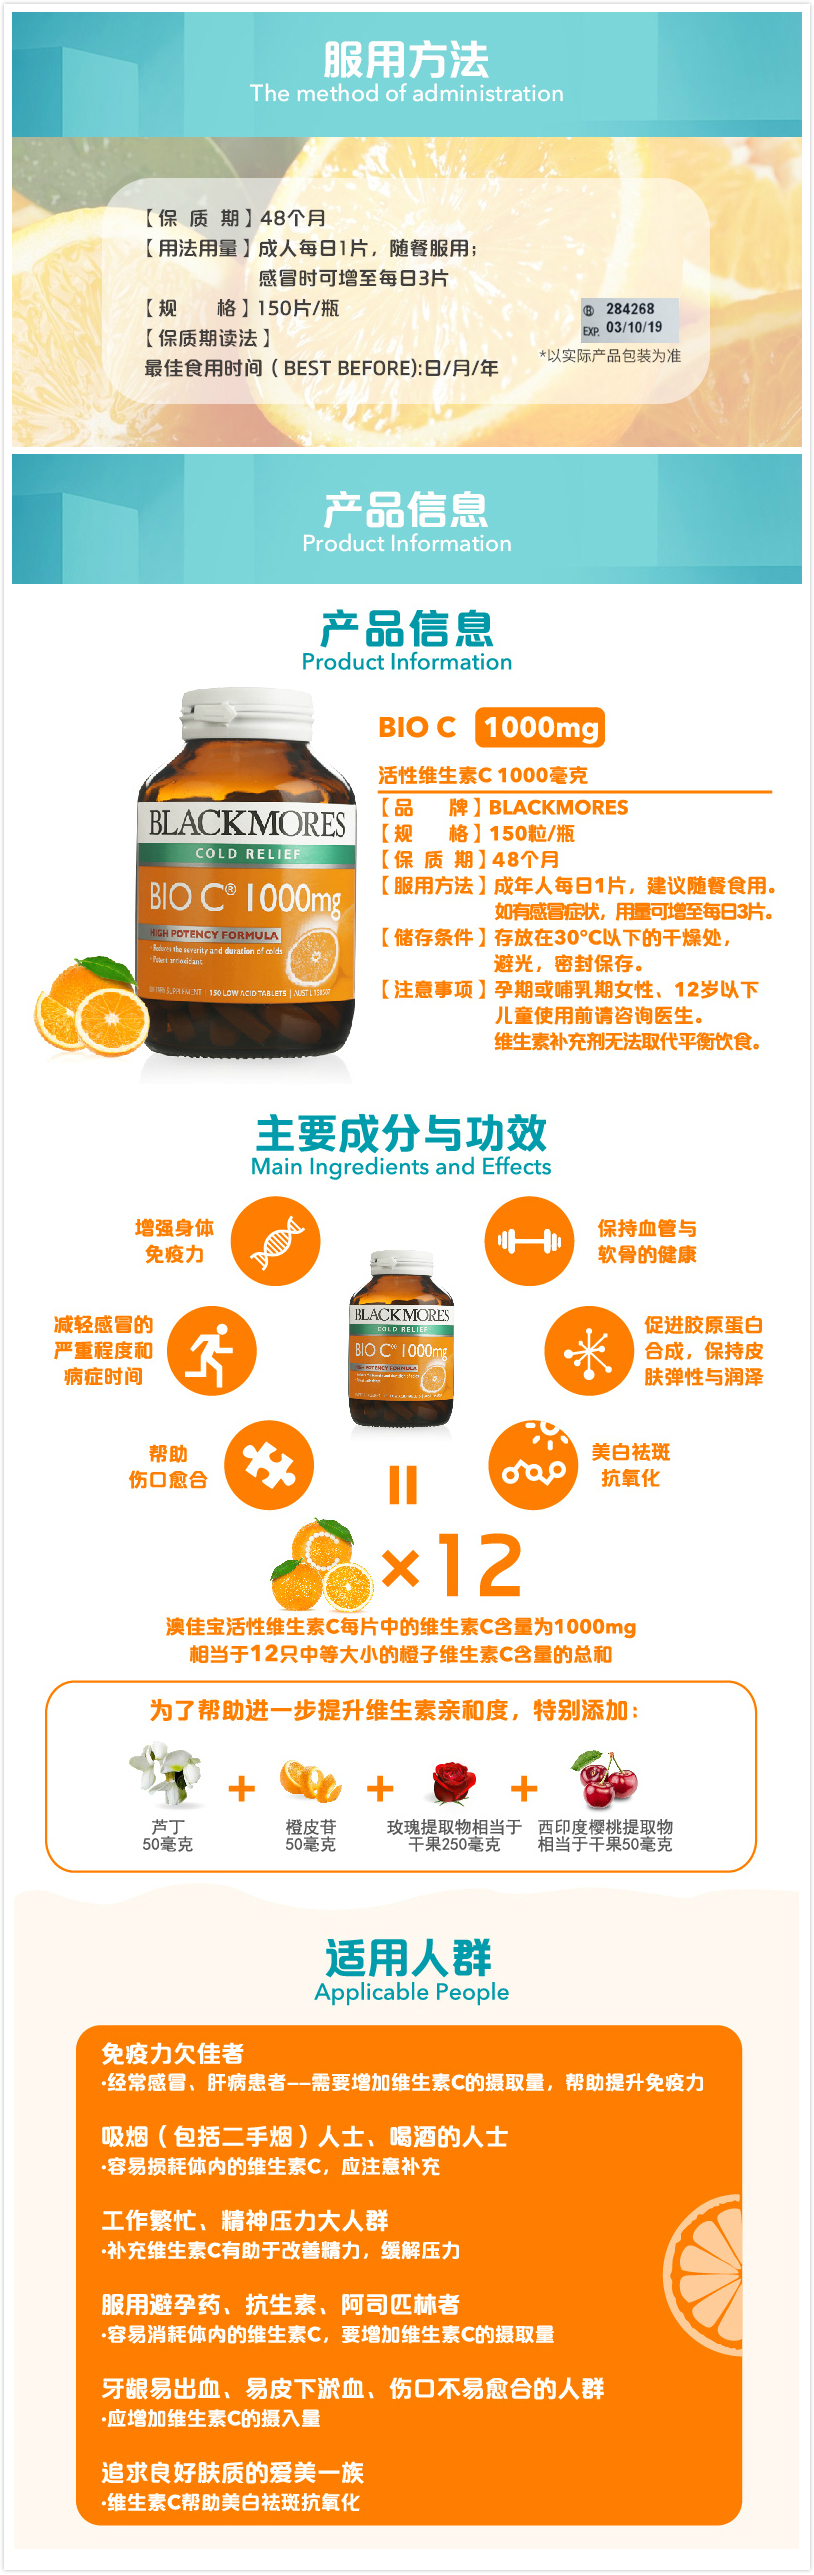 服用方法
The method of administration
【保 质 期】48个月
【用法用量】成人每日1片，随餐服用；
感冒时可增至每日3片
【规 格】150片/瓶
【保质期读法】
最佳食用时间（BEST BEFORE):日/月/年
Ⓑ 284268
EXP. 03/10/19
*以实际产品包装为准
产品信息
Product Information
产品信息
Product Information
BIO C 1000mg
活性维生素C 1000毫克
【品 牌】BLACKMORES
【规 格】150粒/瓶
【保 质 期】48个月
【服用方法】成年人每日1片，建议随餐食用。
如有感冒症状，用量可增至每日3片。
【储存条件】存放在30°C以下的干燥处，
避光，密封保存。
【注意事项】孕期或哺乳期女性、12岁以下
儿童使用前请咨询医生。
维生素补充剂无法取代平衡饮食。
BLACKMORES
COLD RELIEF
BIO C® 1000mg
HIGH POTENCY FORMULA
• Reduces the severity and duration of colds
• Potent antioxidant
DIETARY SUPPLEMENT | 150 LOW ACID TABLETS | AUST L
主要成分与功效
Main Ingredients and Effects
增强身体
免疫力
保持血管与
软骨的健康
减轻感冒的
严重程度和
病症时间
促进胶原蛋白
合成，保持皮
肤弹性与润泽
帮助
伤口愈合
美白祛斑
抗氧化
BLACKMORES
COLD RELIEF
BIO C® 1000mg
HIGH POTENCY FORMULA
×12
澳佳宝活性维生素C每片中的维生素C含量为1000mg
相当于12只中等大小的橙子维生素C含量的总和
为了帮助进一步提升维生素亲和度，特别添加：
芦丁
50毫克
+
橙皮苷
50毫克
+
玫瑰提取物相当于
干果250毫克
+
西印度樱桃提取物
相当于干果50毫克
适用人群
Applicable People
免疫力欠佳者
·经常感冒、肝病患者——需要增加维生素C的摄取量，帮助提升免疫力
吸烟（包括二手烟）人士、喝酒的人士
·容易损耗体内的维生素C，应注意补充
工作繁忙、精神压力大人群
·补充维生素C有助于改善精力，缓解压力
服用避孕药、抗生素、阿司匹林者
·容易消耗体内的维生素C，要增加维生素C的摄取量
牙龈易出血、易皮下淤血、伤口不易愈合的人群
·应增加维生素C的摄入量
追求良好肤质的爱美一族
·维生素C帮助美白祛斑抗氧化